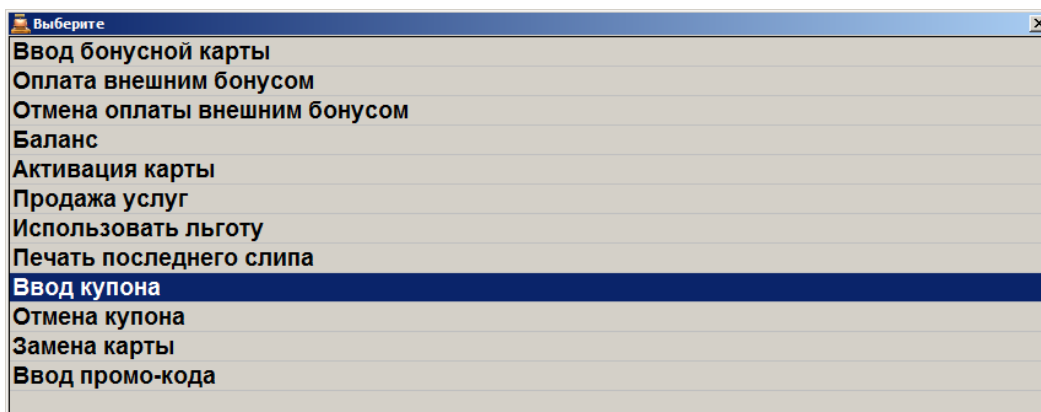 Выберите
Ввод бонусной карты
Оплата внешним бонусом
Отмена оплаты внешним бонусом
Баланс
Активация карты
Продажа услуг
Использовать льготу
Печать последнего слипа
Ввод купона
Отмена купона
Замена карты
Ввод промо-кода